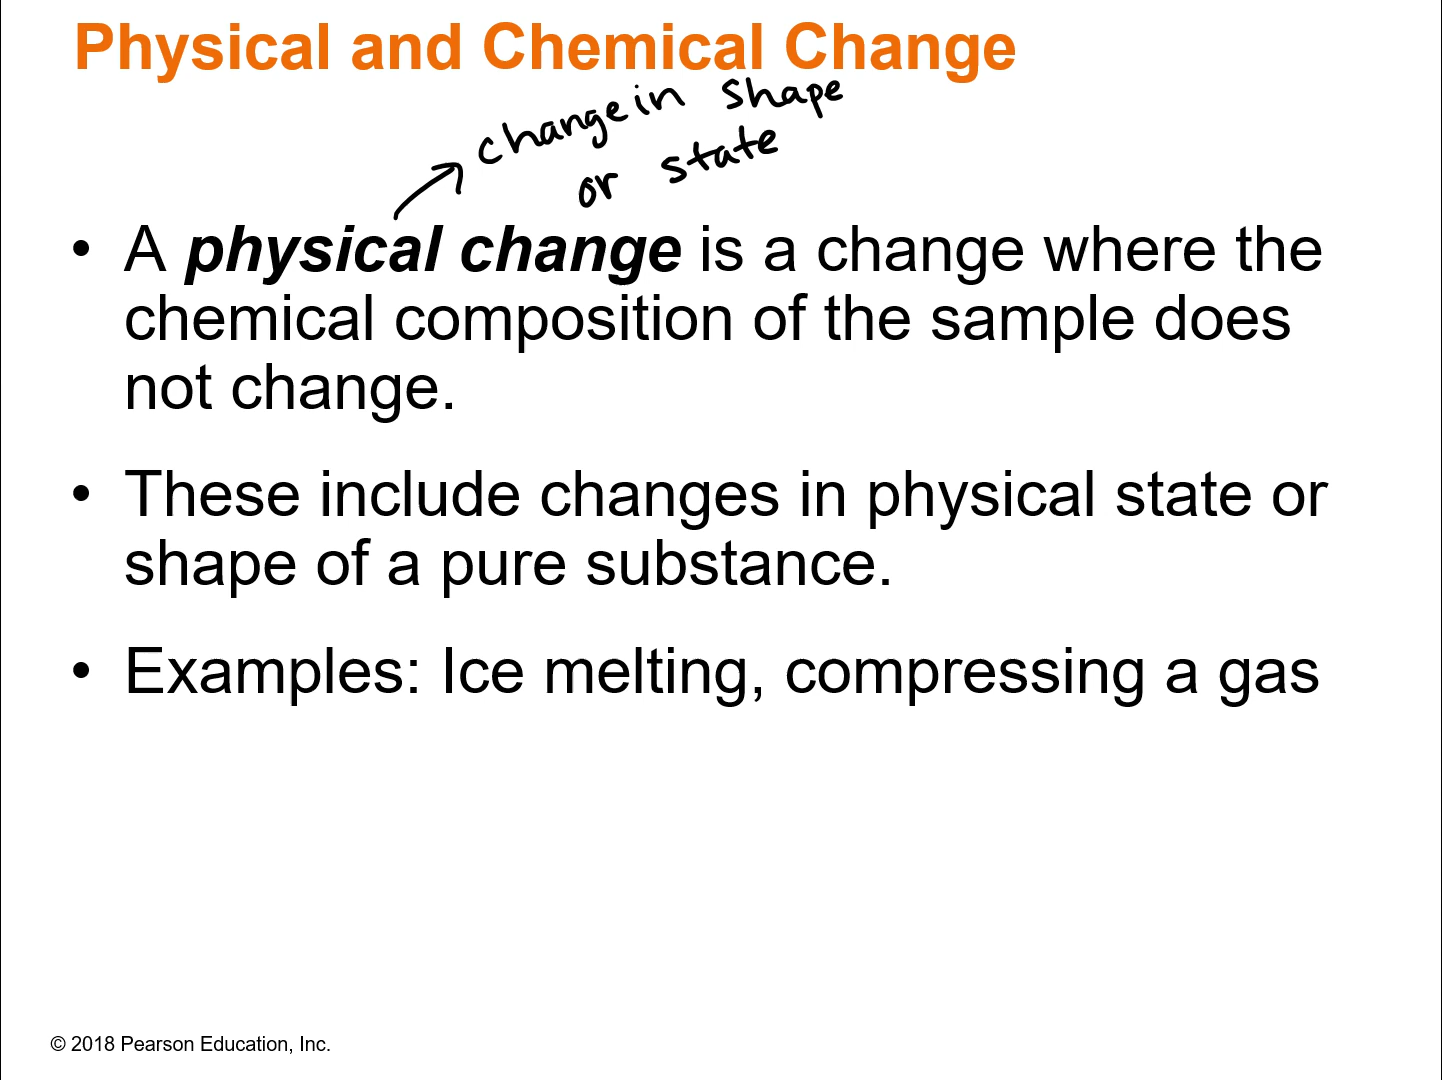 Physical and Chemical Change
change in shape
or state
• A physical change is a change where the
chemical composition of the sample does
not change.
• These include changes in physical state or
shape of a pure substance.
• Examples: Ice melting, compressing a gas
© 2018 Pearson Education, Inc.